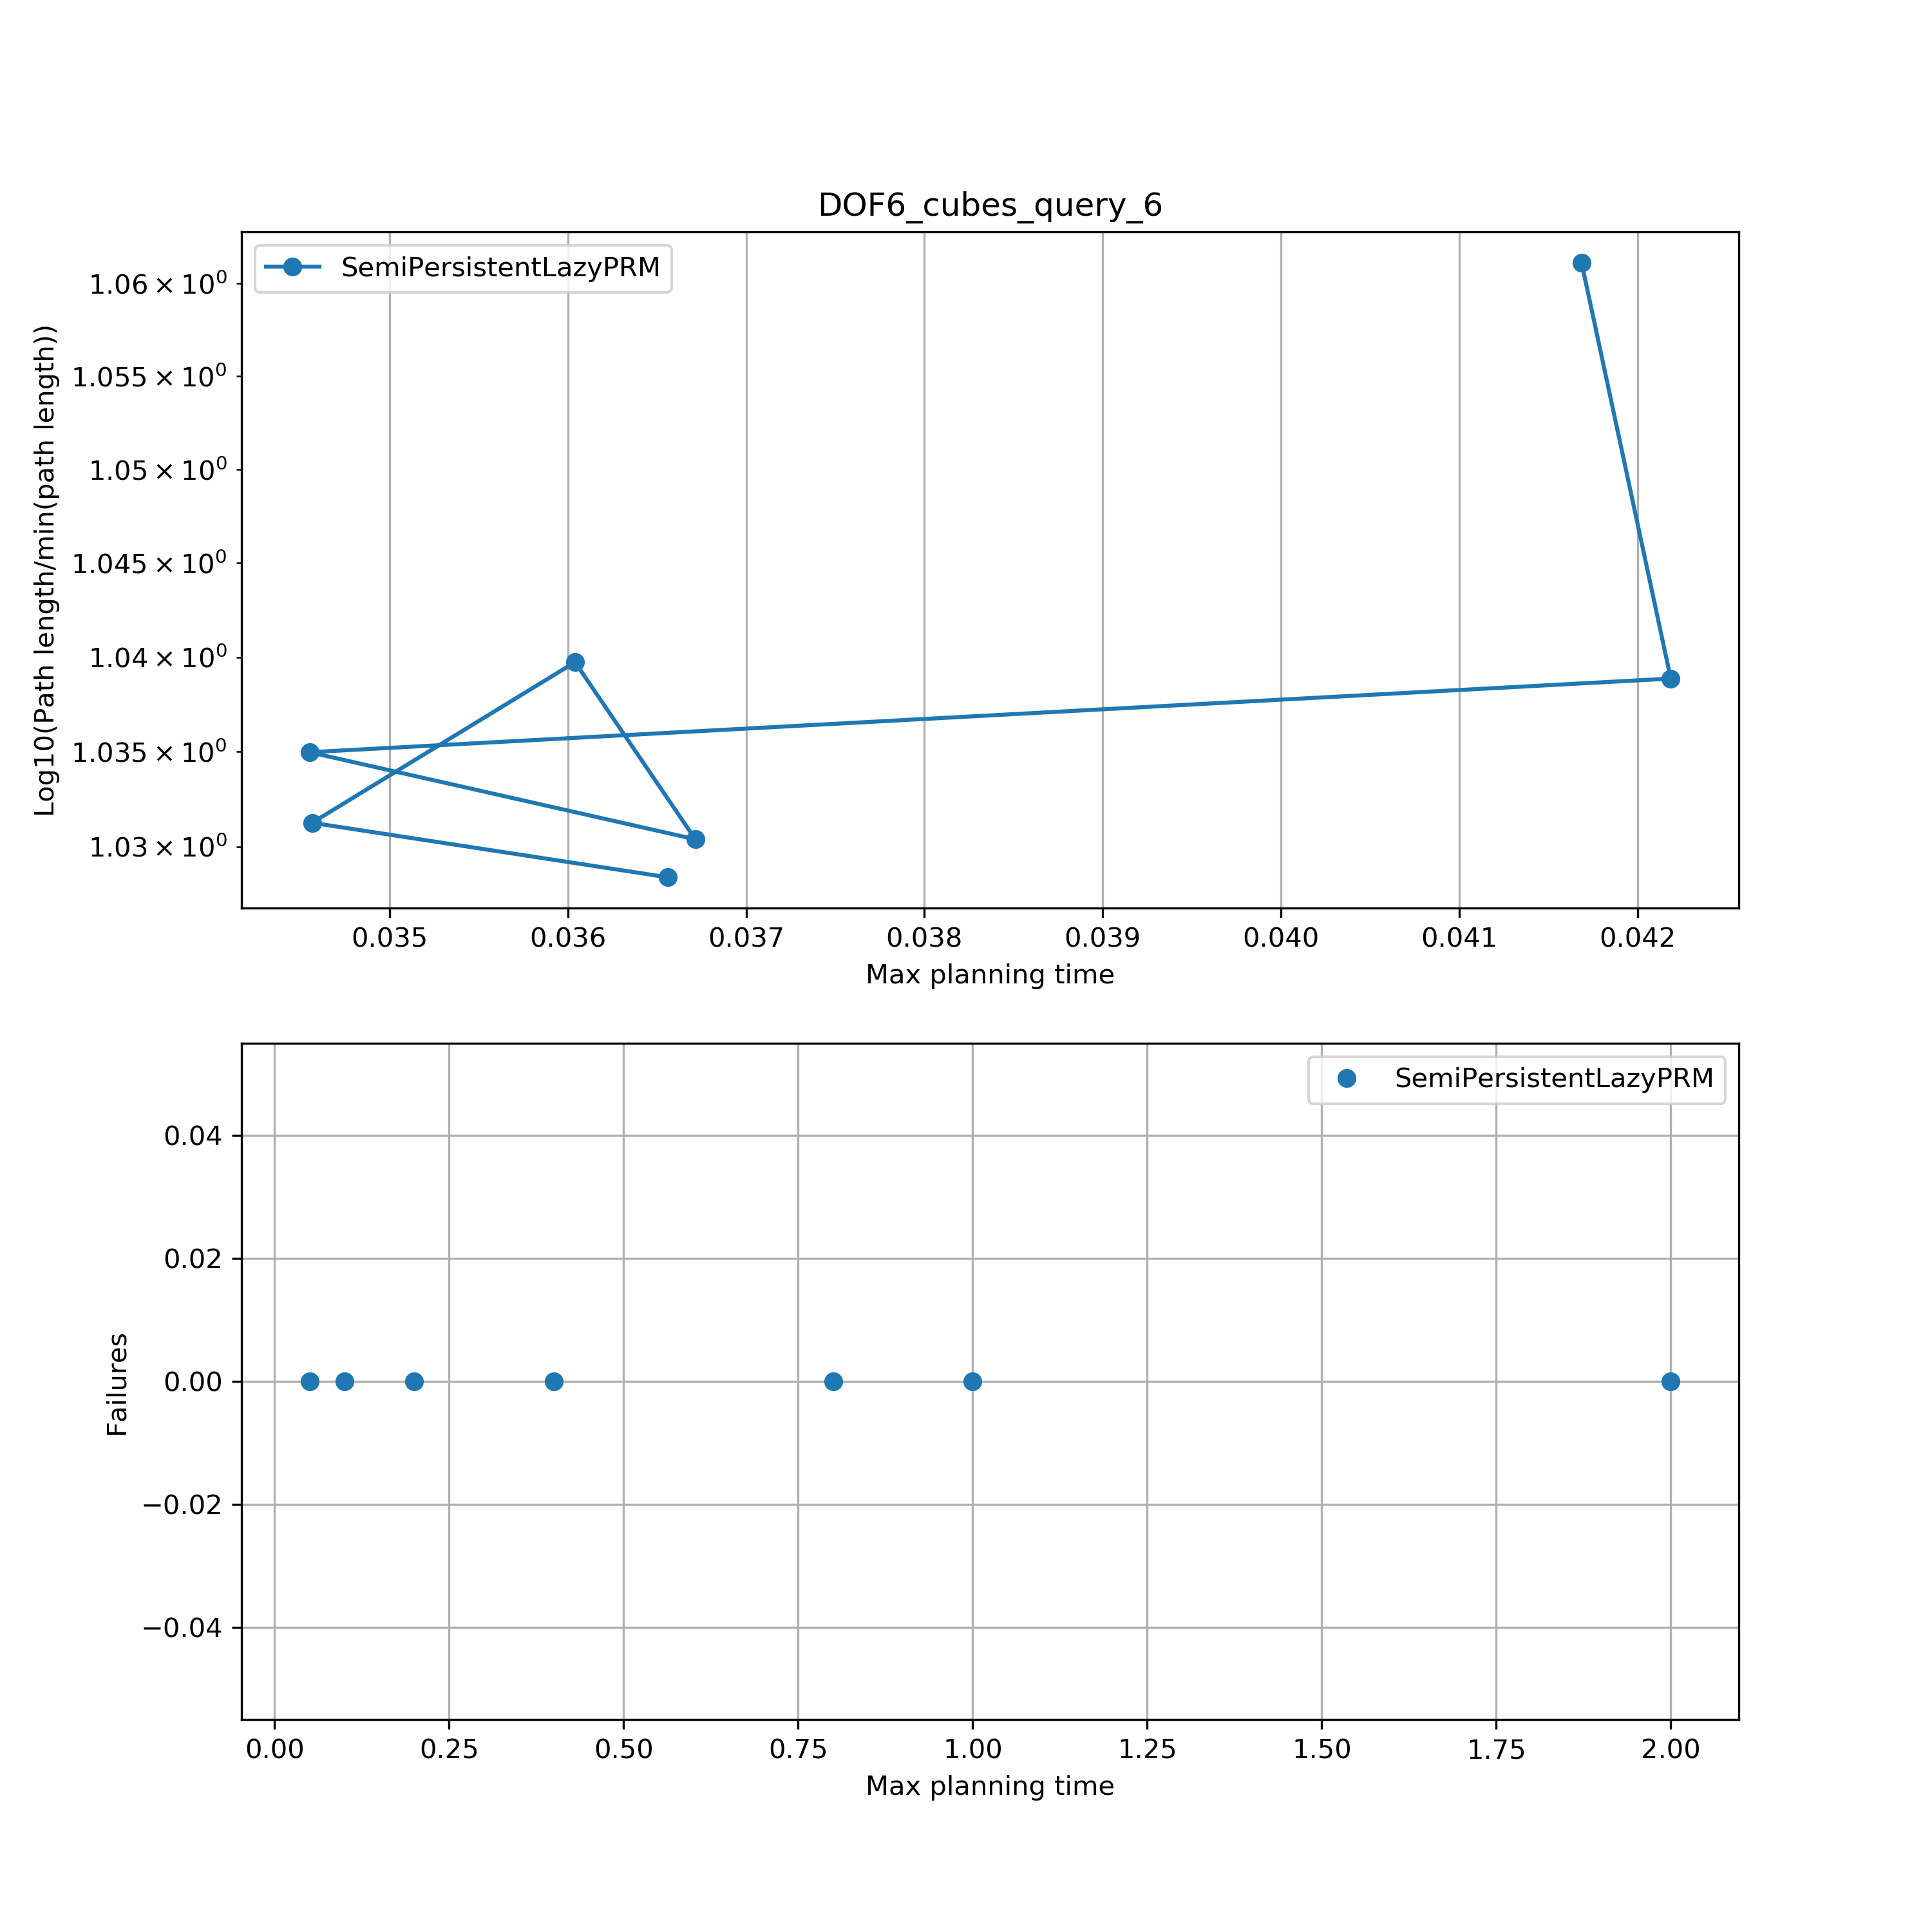 DOF6_cubes_query_6
SemiPersistentLazyPRM
Log10(Path length/min(path length))
1.06 × 10⁰
1.055 × 10⁰
1.05 × 10⁰
1.045 × 10⁰
1.04 × 10⁰
1.035 × 10⁰
1.03 × 10⁰
0.035 0.036 0.037 0.038 0.039 0.040 0.041 0.042
Max planning time
SemiPersistentLazyPRM
Failures
0.04
0.02
0.00
−0.02
−0.04
0.00 0.25 0.50 0.75 1.00 1.25 1.50 1.75 2.00
Max planning time